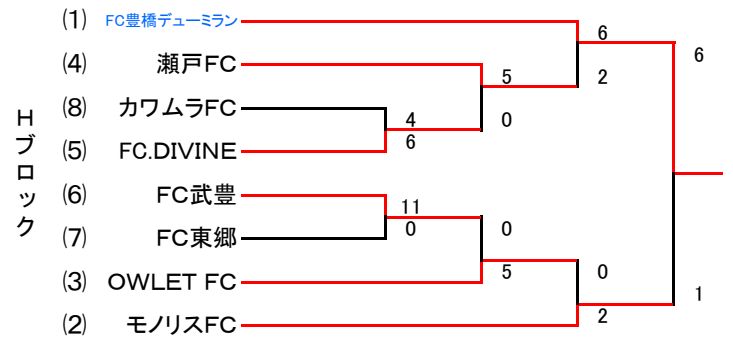 Hブロック
(1) FC豊橋デューミラン
(4) 瀬戸FC
(8) カワムラFC
(5) FC.DIVINE
(6) FC武豊
(7) FC東郷
(3) OWLET FC
(2) モノリスFC
6
2
5
0
4
6
11
0
0
5
0
2
6
1